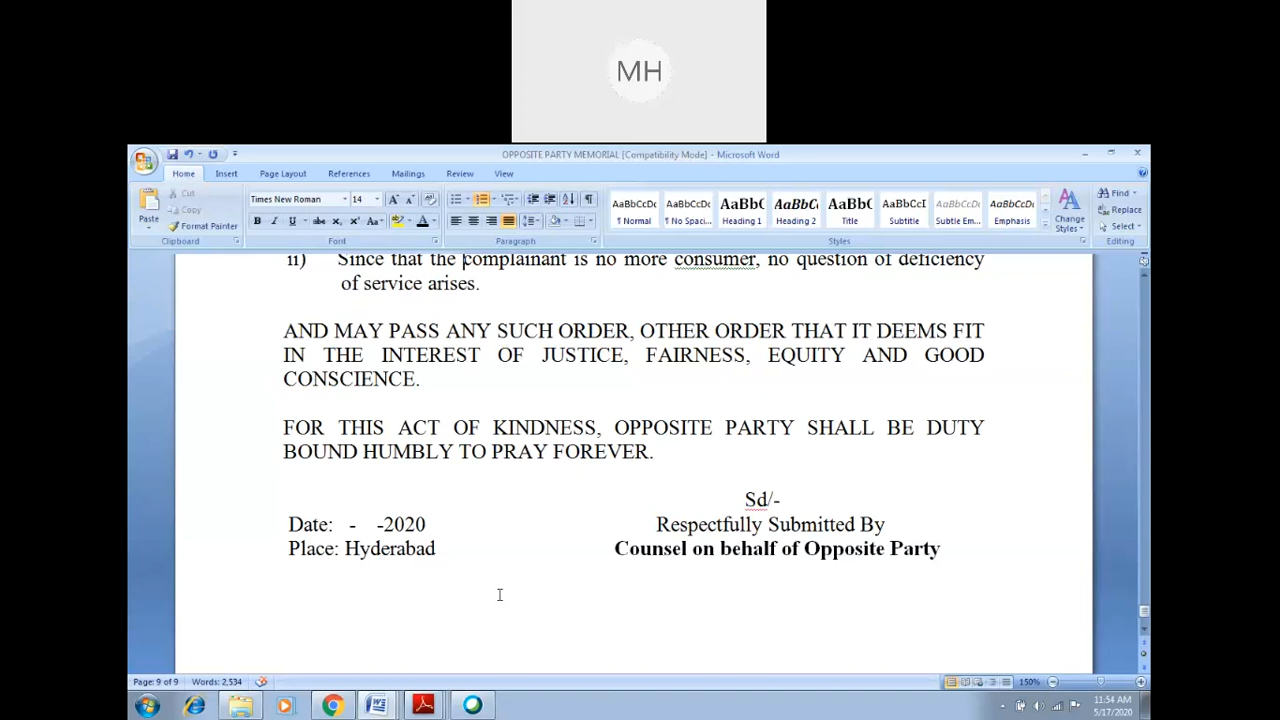 MH
OPPOSITE PARTY MEMORIAL [Compatibility Mode] - Microsoft Word
Home Insert Page Layout References Mailings Review View
Paste
Cut
Copy
Format Painter
Clipboard
Times New Roman 14
Font
Paragraph
AaBbCcDc AaBbCcDc AaBbC AaBbCc AaBbC AaBbCcI AaBbCcDc AaBbCcDc
¶ Normal ¶ No Spaci... Heading 1 Heading 2 Title Subtitle Subtle Em... Emphasis
Styles
Change Styles
Find
Replace
Select
Editing
ii) Since that the complainant is no more consumer, no question of deficiency
of service arises.
AND MAY PASS ANY SUCH ORDER, OTHER ORDER THAT IT DEEMS FIT
IN THE INTEREST OF JUSTICE, FAIRNESS, EQUITY AND GOOD
CONSCIENCE.
FOR THIS ACT OF KINDNESS, OPPOSITE PARTY SHALL BE DUTY
BOUND HUMBLY TO PRAY FOREVER.
Sd/-
Date: - -2020 Respectfully Submitted By
Place: Hyderabad Counsel on behalf of Opposite Party
Page: 9 of 9 Words: 2,534 150%
11:54 AM
5/17/2020